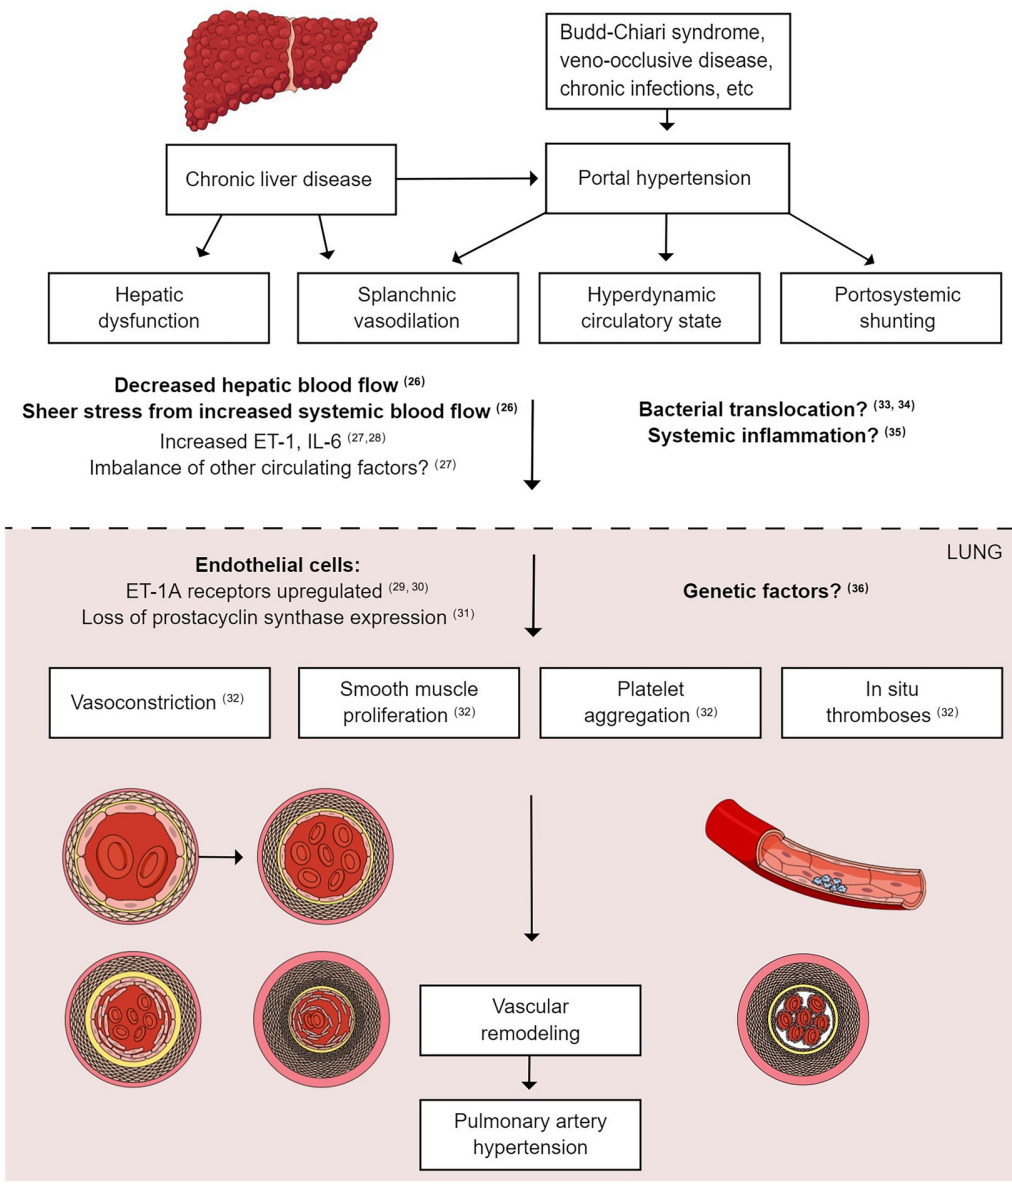 Budd-Chiari syndrome,
veno-occlusive disease,
chronic infections, etc
Chronic liver disease
Portal hypertension
Hepatic
dysfunction
Splanchnic
vasodilation
Hyperdynamic
circulatory state
Portosystemic
shunting
Decreased hepatic blood flow (26)
Sheer stress from increased systemic blood flow (26)
Increased ET-1, IL-6 (27,28)
Imbalance of other circulating factors? (27)
Bacterial translocation? (33, 34)
Systemic inflammation? (35)
LUNG
Endothelial cells:
ET-1A receptors upregulated (29, 30)
Loss of prostacyclin synthase expression (31)
Genetic factors? (36)
Vasoconstriction (32)
Smooth muscle
proliferation (32)
Platelet
aggregation (32)
In situ
thromboses (32)
Vascular
remodeling
Pulmonary artery
hypertension